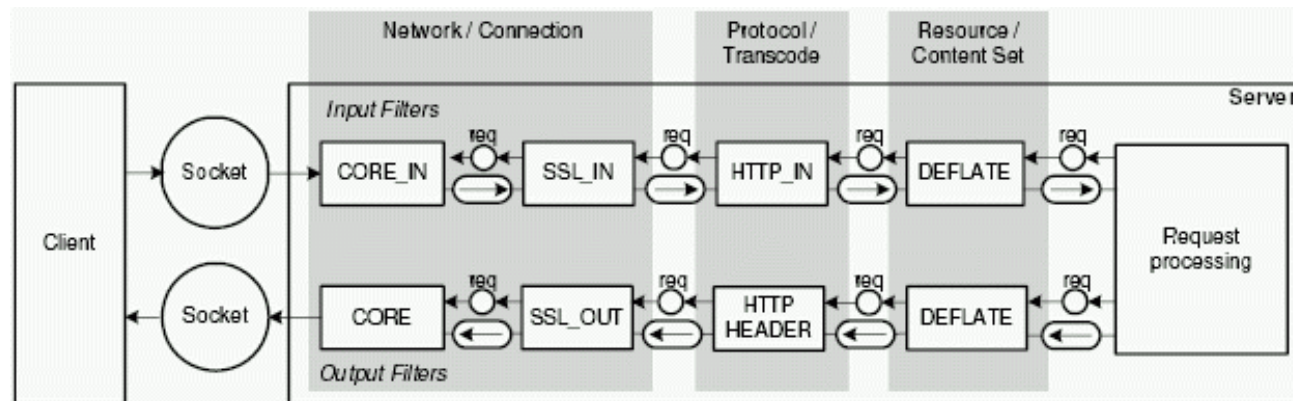 Network / Connection
Protocol /
Transcode
Resource /
Content Set
Server
Input Filters
req
req
req
req
Socket
CORE_IN
SSL_IN
HTTP_IN
DEFLATE
Client
Request
processing
req
req
req
req
Socket
CORE
SSL_OUT
HTTP
HEADER
DEFLATE
Output Filters